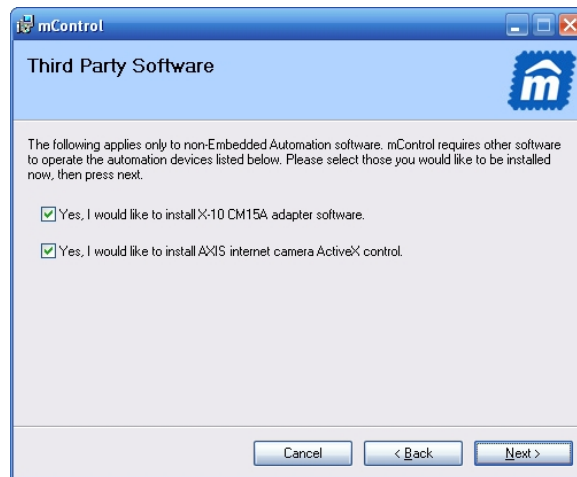 mControl
Third Party Software
m
The following applies only to non-Embedded Automation software. mControl requires other software
to operate the automation devices listed below. Please select those you would like to be installed
now, then press next.
Yes, I would like to install X-10 CM15A adapter software.
Yes, I would like to install AXIS internet camera ActiveX control.
Cancel
< Back
Next >